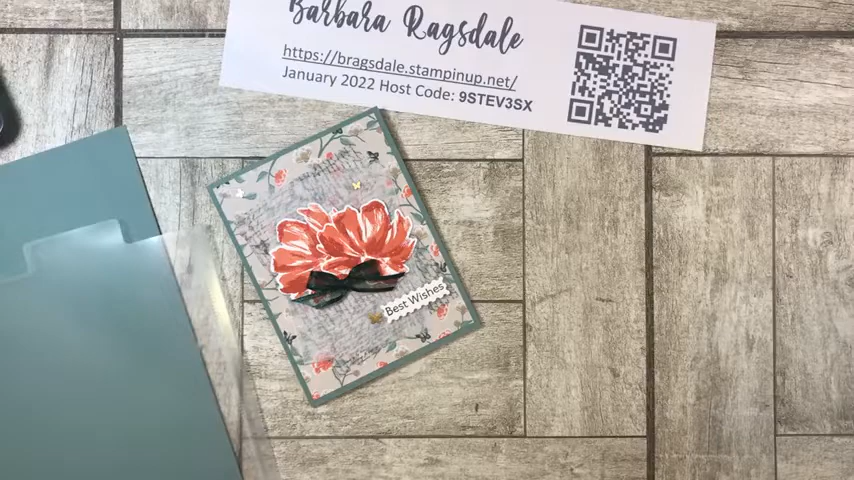 Barbara Ragsdale
https://bragsdale.stampinup.net/
January 2022 Host Code: 9STEV3SX
Best Wishes